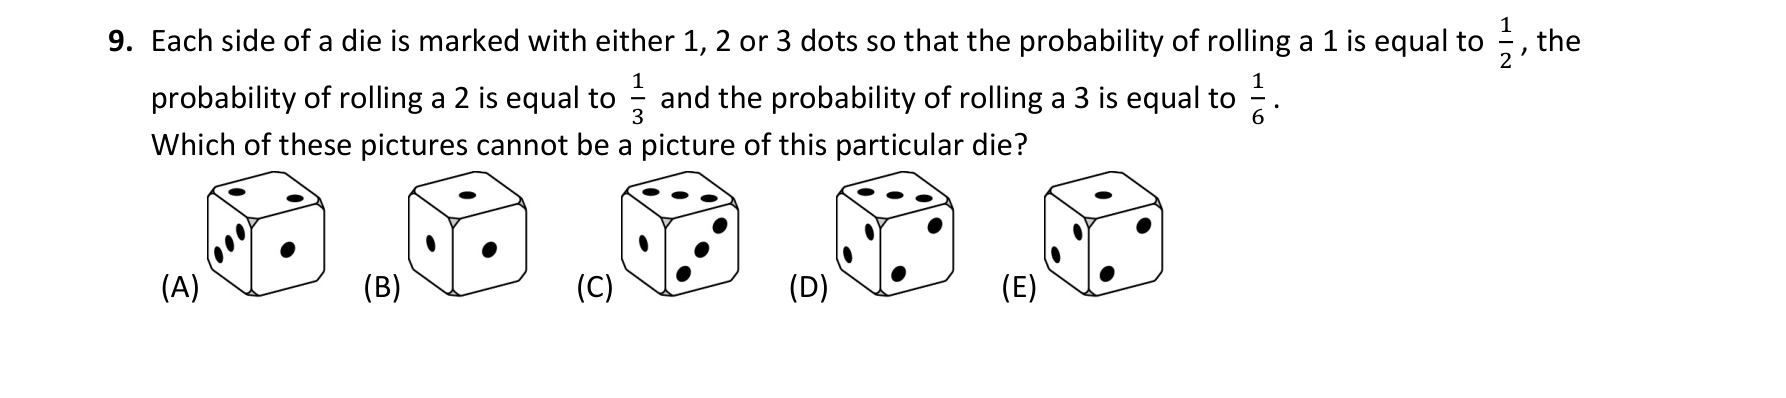 9. Each side of a die is marked with either 1, 2 or 3 dots so that the probability of rolling a 1 is equal to 1/2, the
probability of rolling a 2 is equal to 1/3 and the probability of rolling a 3 is equal to 1/6.
Which of these pictures cannot be a picture of this particular die?
(A) (B) (C) (D) (E)